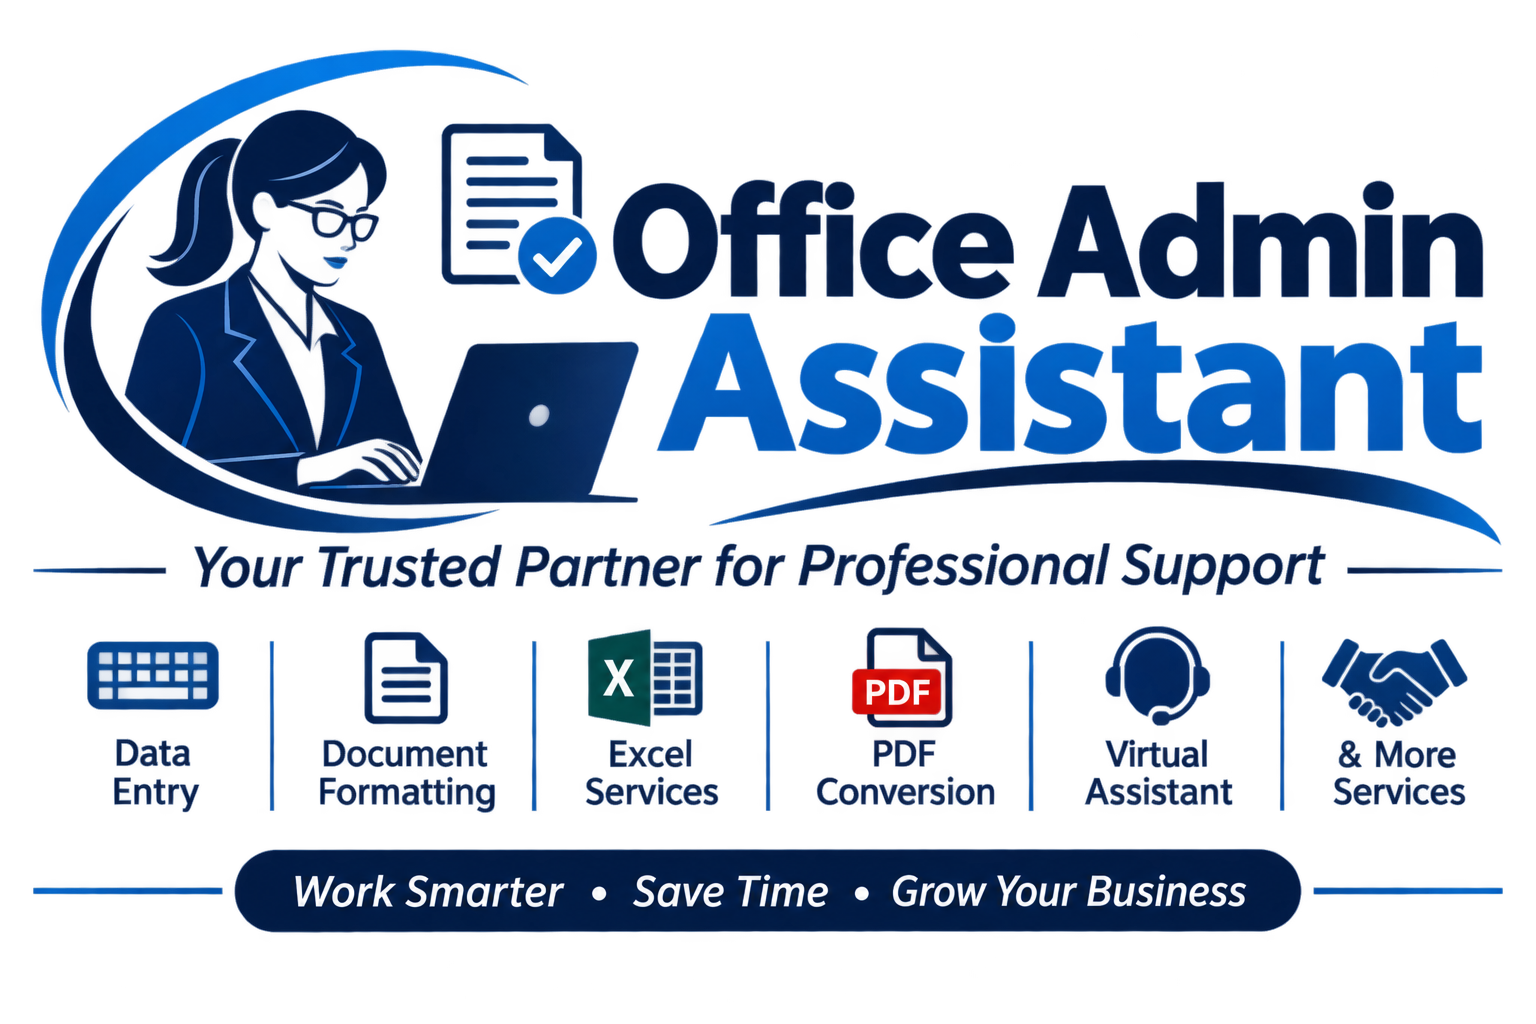 Office Admin
Assistant
Your Trusted Partner for Professional Support
Data
Entry
Document
Formatting
X
Excel
Services
PDF
PDF
Conversion
Virtual
Assistant
& More
Services
Work Smarter • Save Time • Grow Your Business